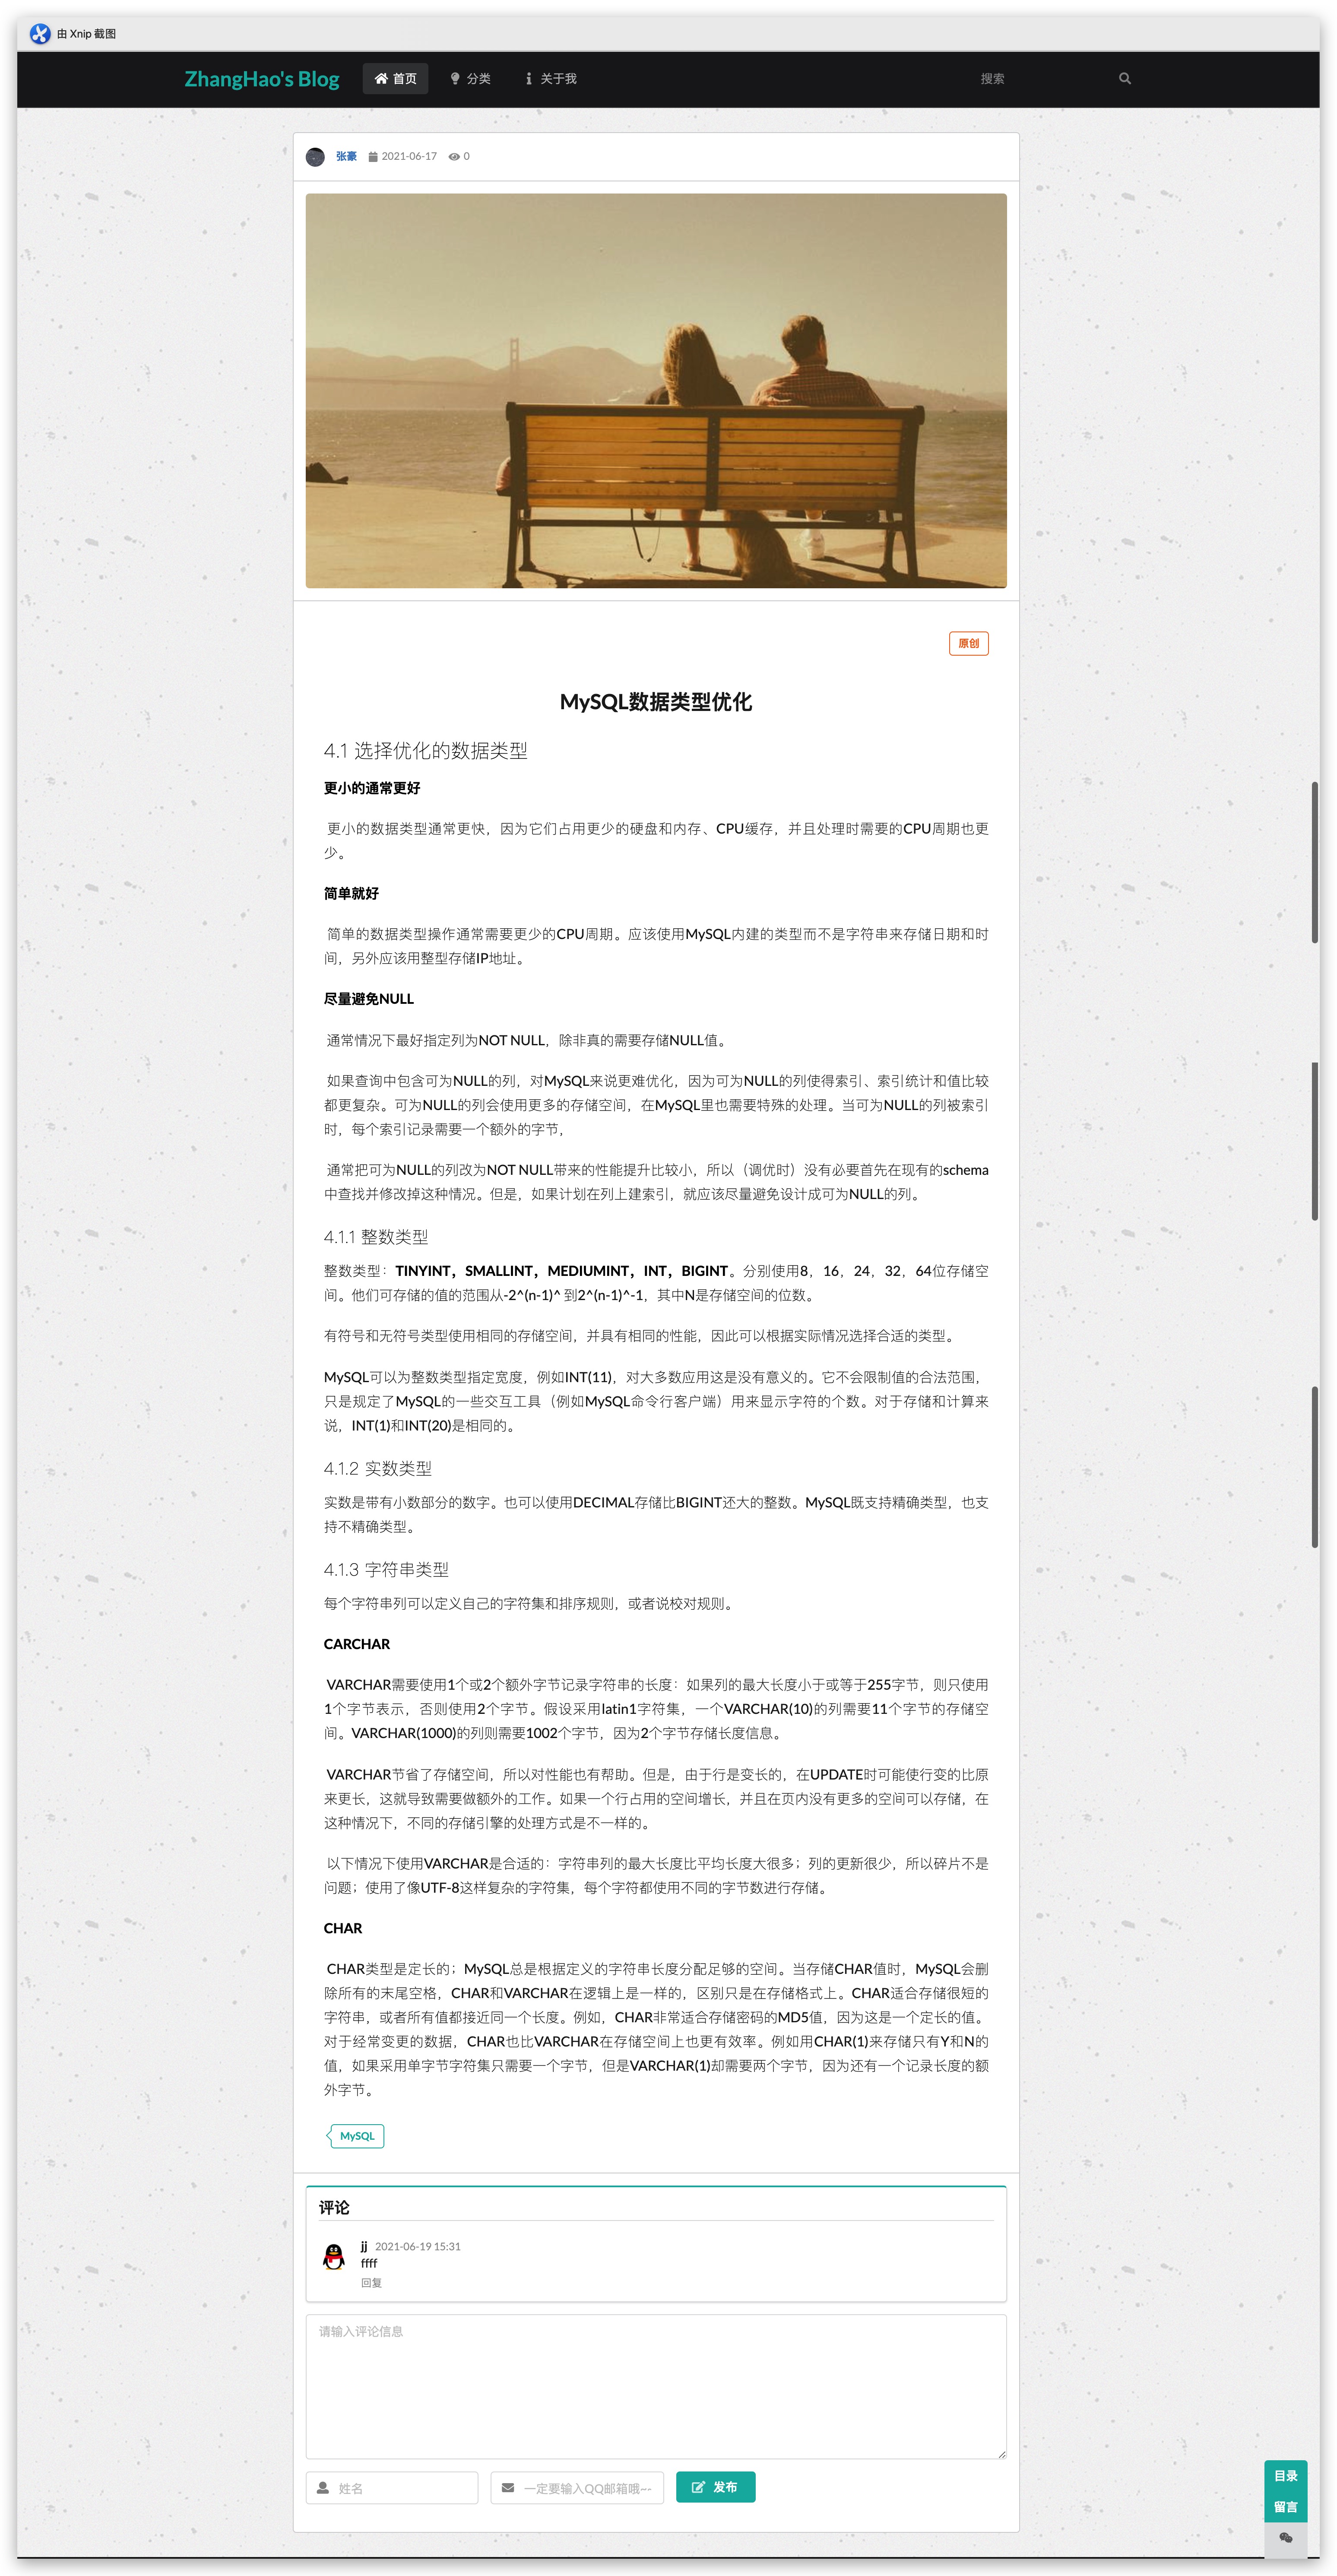 由 Xnip 截图
ZhangHao's Blog 首页 分类 关于我 搜索
张豪 2021-06-17 0
原创
MySQL数据类型优化
4.1 选择优化的数据类型
更小的通常更好
更小的数据类型通常更快，因为它们占用更少的硬盘和内存、CPU缓存，并且处理时需要的CPU周期也更
少。
简单就好
简单的数据类型操作通常需要更少的CPU周期。应该使用MySQL内建的类型而不是字符串来存储日期和时
间，另外应该用整型存储IP地址。
尽量避免NULL
通常情况下最好指定列为NOT NULL，除非真的需要存储NULL值。
如果查询中包含可为NULL的列，对MySQL来说更难优化，因为可为NULL的列使得索引、索引统计和值比较
都更复杂。可为NULL的列会使用更多的存储空间，在MySQL里也需要特殊的处理。当可为NULL的列被索引
时，每个索引记录需要一个额外的字节，
通常把可为NULL的列改为NOT NULL带来的性能提升比较小，所以（调优时）没有必要首先在现有的schema
中查找并修改掉这种情况。但是，如果计划在列上建索引，就应该尽量避免设计成可为NULL的列。
4.1.1 整数类型
整数类型：TINYINT，SMALLINT，MEDIUMINT，INT，BIGINT。分别使用8，16，24，32，64位存储空
间。他们可存储的值的范围从-2^(n-1)^ 到2^(n-1)^-1，其中N是存储空间的位数。
有符号和无符号类型使用相同的存储空间，并具有相同的性能，因此可以根据实际情况选择合适的类型。
MySQL可以为整数类型指定宽度，例如INT(11)，对大多数应用这是没有意义的。它不会限制值的合法范围，
只是规定了MySQL的一些交互工具（例如MySQL命令行客户端）用来显示字符的个数。对于存储和计算来
说，INT(1)和INT(20)是相同的。
4.1.2 实数类型
实数是带有小数部分的数字。也可以使用DECIMAL存储比BIGINT还大的整数。MySQL既支持精确类型，也支
持不精确类型。
4.1.3 字符串类型
每个字符串列可以定义自己的字符集和排序规则，或者说校对规则。
CARCHAR
VARCHAR需要使用1个或2个额外字节记录字符串的长度：如果列的最大长度小于或等于255字节，则只使用
1个字节表示，否则使用2个字节。假设采用latin1字符集，一个VARCHAR(10)的列需要11个字节的存储空
间。VARCHAR(1000)的列则需要1002个字节，因为2个字节存储长度信息。
VARCHAR节省了存储空间，所以对性能也有帮助。但是，由于行是变长的，在UPDATE时可能使行变的比原
来更长，这就导致需要做额外的工作。如果一个行占用的空间增长，并且在页内没有更多的空间可以存储，在
这种情况下，不同的存储引擎的处理方式是不一样的。
以下情况下使用VARCHAR是合适的：字符串列的最大长度比平均长度大很多；列的更新很少，所以碎片不是
问题；使用了像UTF-8这样复杂的字符集，每个字符都使用不同的字节数进行存储。
CHAR
CHAR类型是定长的；MySQL总是根据定义的字符串长度分配足够的空间。当存储CHAR值时，MySQL会删
除所有的末尾空格，CHAR和VARCHAR在逻辑上是一样的，区别只是在存储格式上。CHAR适合存储很短的
字符串，或者所有值都接近同一个长度。例如，CHAR非常适合存储密码的MD5值，因为这是一个定长的值。
对于经常变更的数据，CHAR也比VARCHAR在存储空间上也更有效率。例如用CHAR(1)来存储只有Y和N的
值，如果采用单字节字符集只需要一个字节，但是VARCHAR(1)却需要两个字节，因为还有一个记录长度的额
外字节。
MySQL
评论
jj 2021-06-19 15:31
ffff
回复
请输入评论信息
姓名 一定要输入QQ邮箱哦~- 发布
目录
留言